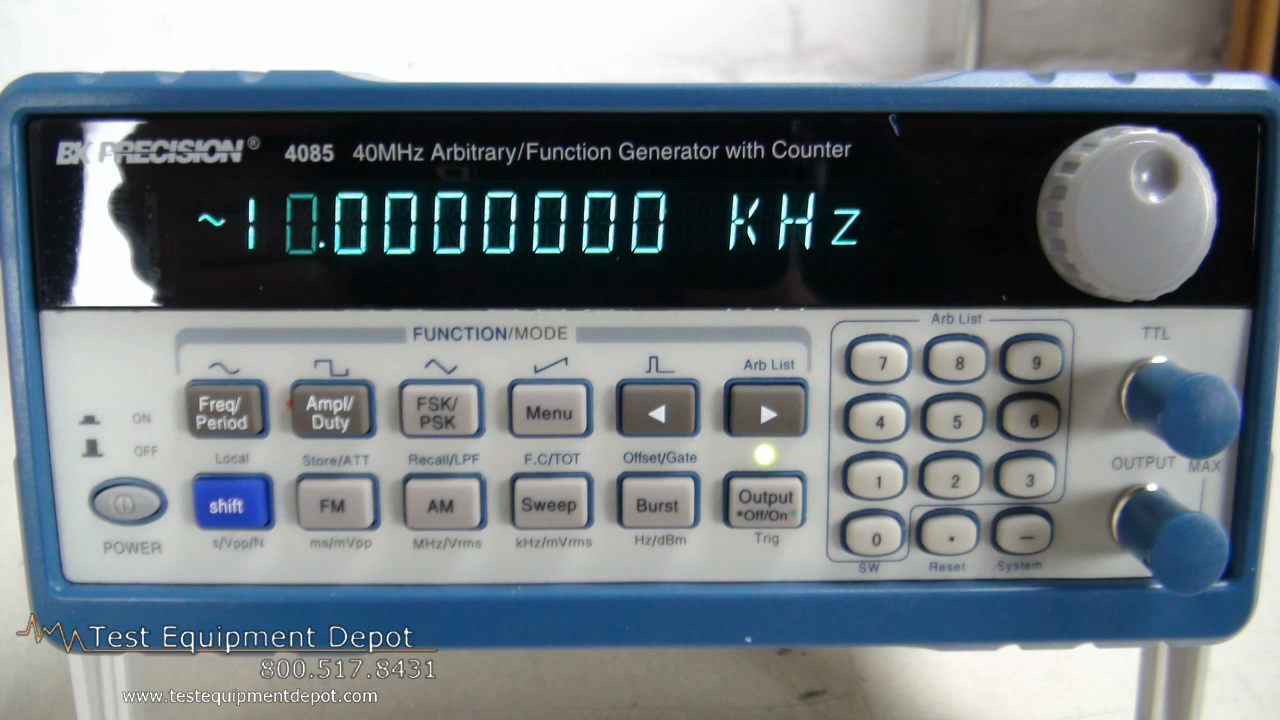 BK PRECISION® 4085 40MHz Arbitrary/Function Generator with Counter
~10.0000000 KHz
FUNCTION/MODE
Arb List
Freq/Period
Ampl/Duty
FSK/PSK
Menu
◀
▶
Local
Store/ATT
Recall/LPF
F.C/TOT
Offset/Gate
shift
FM
AM
Sweep
Burst
Output
*Off/On*
s/Vpp/N
ms/mVpp
MHz/Vrms
kHz/mVrms
Hz/dBm
Trig
ON
OFF
POWER
Arb List
7 8 9
4 5 6
1 2 3
0 . −
SW Reset System
TTL
OUTPUT MAX
Test Equipment Depot
800.517.8431
www.testequipmentdepot.com